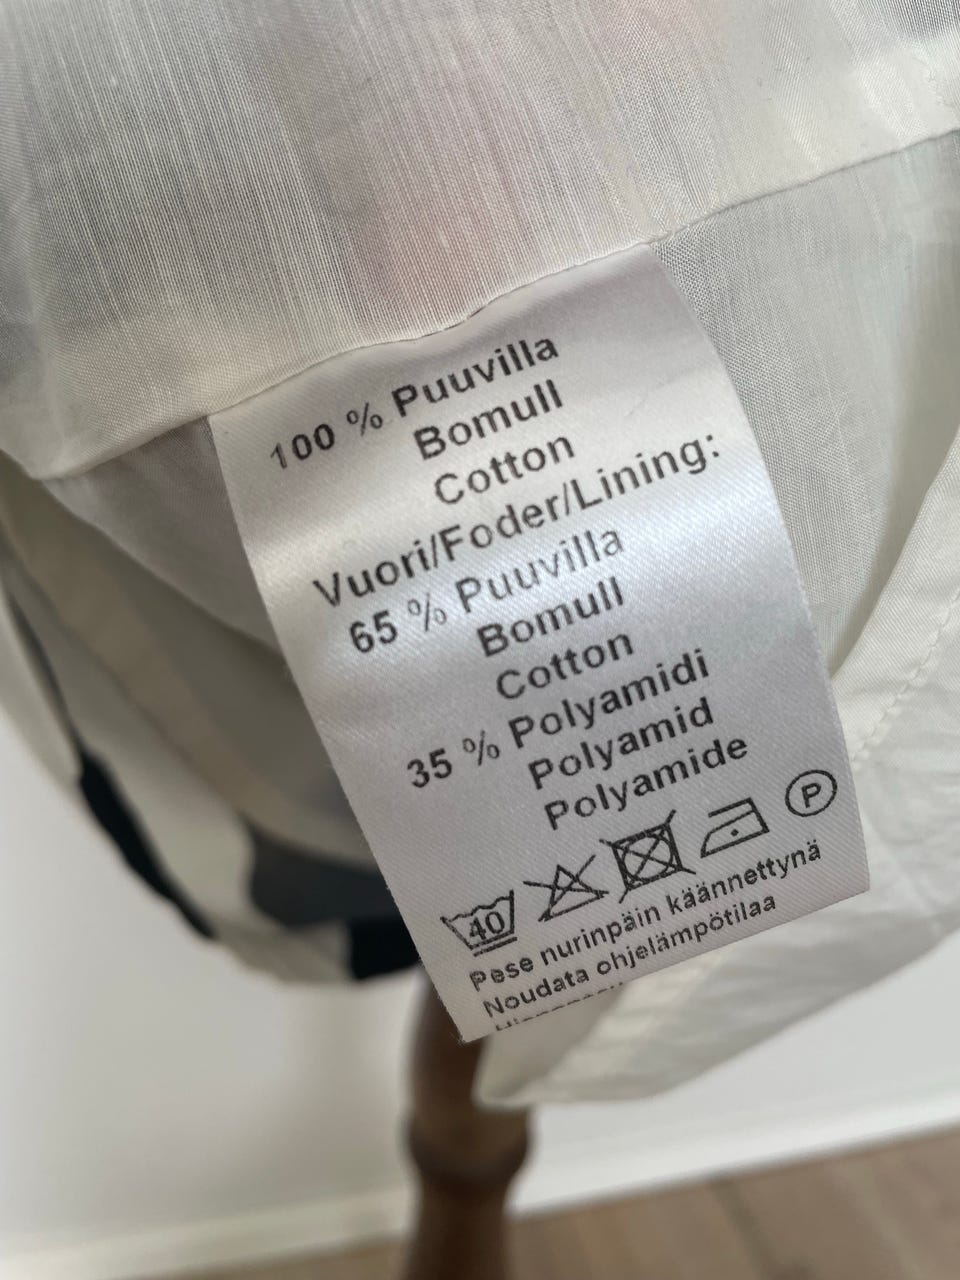 100 % Puuvilla
Bomull
Cotton
Vuori/Foder/Lining:
65 % Puuvilla
Bomull
Cotton
35 % Polyamidi
Polyamid
Polyamide
40 P
Pese nurinpäin käännettynä
Noudata ohjelämpötilaa